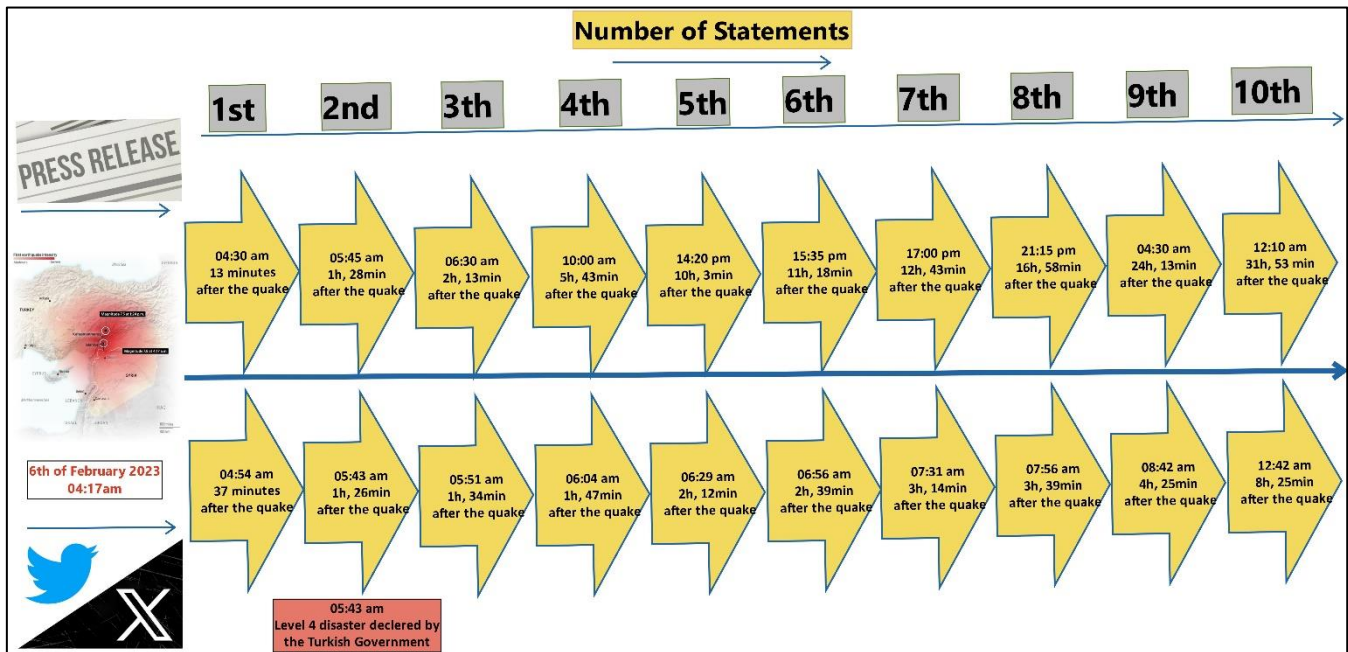 Number of Statements
1st
2nd
3th
4th
5th
6th
7th
8th
9th
10th
PRESS RELEASE
04:30 am
13 minutes
after the quake
05:45 am
1h, 28min
after the quake
06:30 am
2h, 13min
after the quake
10:00 am
5h, 43min
after the quake
14:20 pm
10h, 3min
after the quake
15:35 pm
11h, 18min
after the quake
17:00 pm
12h, 43min
after the quake
21:15 pm
16h, 58min
after the quake
04:30 am
24h, 13min
after the quake
12:10 am
31h, 53 min
after the quake
TURKEY
SYRIA
6th of February 2023
04:17am
04:54 am
37 minutes
after the quake
05:43 am
1h, 26min
after the quake
05:51 am
1h, 34min
after the quake
06:04 am
1h, 47min
after the quake
06:29 am
2h, 12min
after the quake
06:56 am
2h, 39min
after the quake
07:31 am
3h, 14min
after the quake
07:56 am
3h, 39min
after the quake
08:42 am
4h, 25min
after the quake
12:42 am
8h, 25min
after the quake
05:43 am
Level 4 disaster declered by
the Turkish Government